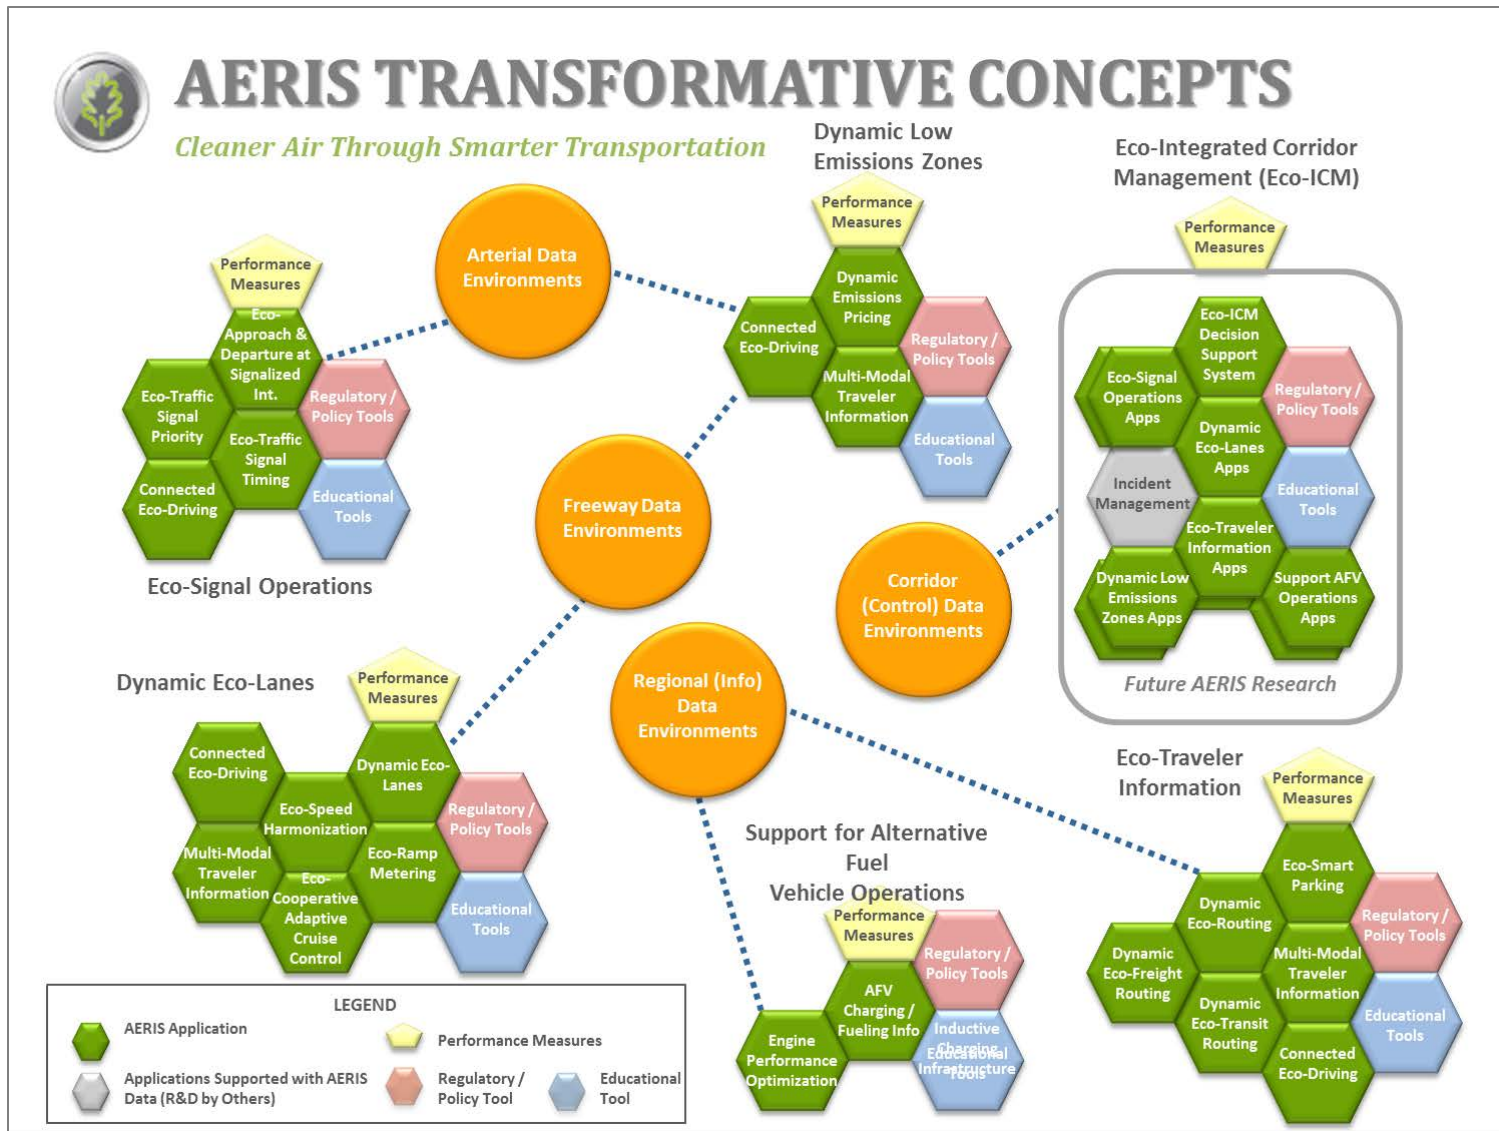 AERIS TRANSFORMATIVE CONCEPTS
Cleaner Air Through Smarter Transportation
Dynamic Low
Emissions Zones
Performance
Measures
Dynamic
Emissions
Pricing
Connected
Eco-Driving
Multi-Modal
Traveler
Information
Regulatory /
Policy Tools
Educational
Tools
Eco-Integrated Corridor
Management (Eco-ICM)
Performance
Measures
Eco-ICM
Decision
Support
System
Eco-Signal
Operations
Apps
Regulatory /
Policy Tools
Dynamic
Eco-Lanes
Apps
Incident
Management
Educational
Tools
Eco-Traveler
Information
Apps
Dynamic Low
Emissions
Zones Apps
Support AFV
Operations
Apps
Future AERIS Research
Arterial Data
Environments
Freeway Data
Environments
Corridor
(Control) Data
Environments
Regional (Info)
Data
Environments
Performance
Measures
Eco-
Approach &
Departure at
Signalized
Int.
Eco-Traffic
Signal
Priority
Regulatory /
Policy Tools
Eco-Traffic
Signal
Timing
Connected
Eco-Driving
Educational
Tools
Eco-Signal Operations
Dynamic Eco-Lanes
Performance
Measures
Connected
Eco-Driving
Dynamic Eco-
Lanes
Eco-Speed
Harmonization
Regulatory /
Policy Tools
Multi-Modal
Traveler
Information
Eco-Ramp
Metering
Eco-
Cooperative
Adaptive
Cruise
Control
Educational
Tools
Support for Alternative
Fuel
Vehicle Operations
Performance
Measures
Regulatory /
Policy Tools
AFV
Charging /
Fueling Info
Engine
Performance
Optimization
Inductive
Charging
Infrastructure
Educational
Tools
Eco-Traveler
Information
Performance
Measures
Eco-Smart
Parking
Dynamic
Eco-Routing
Regulatory /
Policy Tools
Dynamic
Eco-Freight
Routing
Multi-Modal
Traveler
Information
Dynamic
Eco-Transit
Routing
Educational
Tools
Connected
Eco-Driving
LEGEND
AERIS Application
Performance Measures
Applications Supported with AERIS
Data (R&D by Others)
Regulatory /
Policy Tool
Educational
Tool